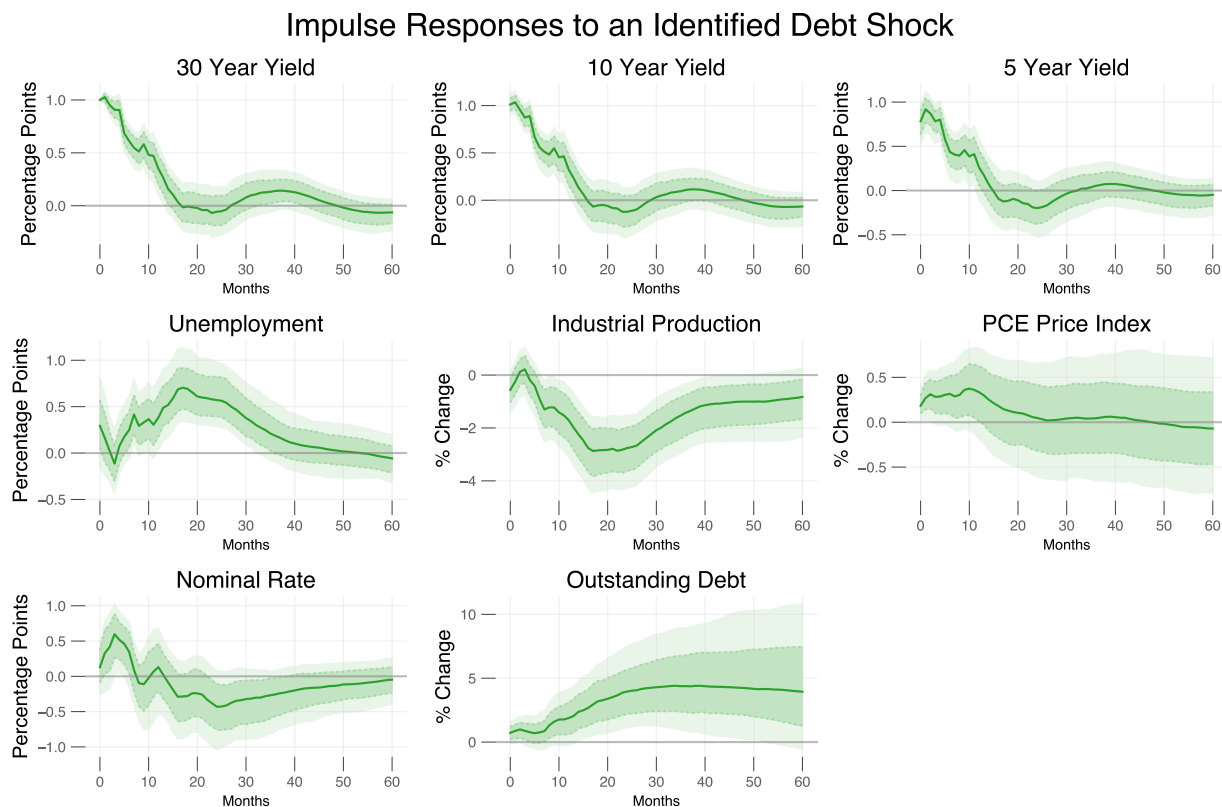 Impulse Responses to an Identified Debt Shock
30 Year Yield
Percentage Points
1.0
0.5
0.0
0 10 20 30 40 50 60
Months
10 Year Yield
Percentage Points
1.0
0.5
0.0
0 10 20 30 40 50 60
Months
5 Year Yield
Percentage Points
1.0
0.5
0.0
−0.5
0 10 20 30 40 50 60
Months
Unemployment
Percentage Points
1.0
0.5
0.0
−0.5
0 10 20 30 40 50 60
Months
Industrial Production
% Change
0
−2
−4
0 10 20 30 40 50 60
Months
PCE Price Index
% Change
0.5
0.0
−0.5
0 10 20 30 40 50 60
Months
Nominal Rate
Percentage Points
1.0
0.5
0.0
−0.5
−1.0
0 10 20 30 40 50 60
Months
Outstanding Debt
% Change
10
5
0
0 10 20 30 40 50 60
Months